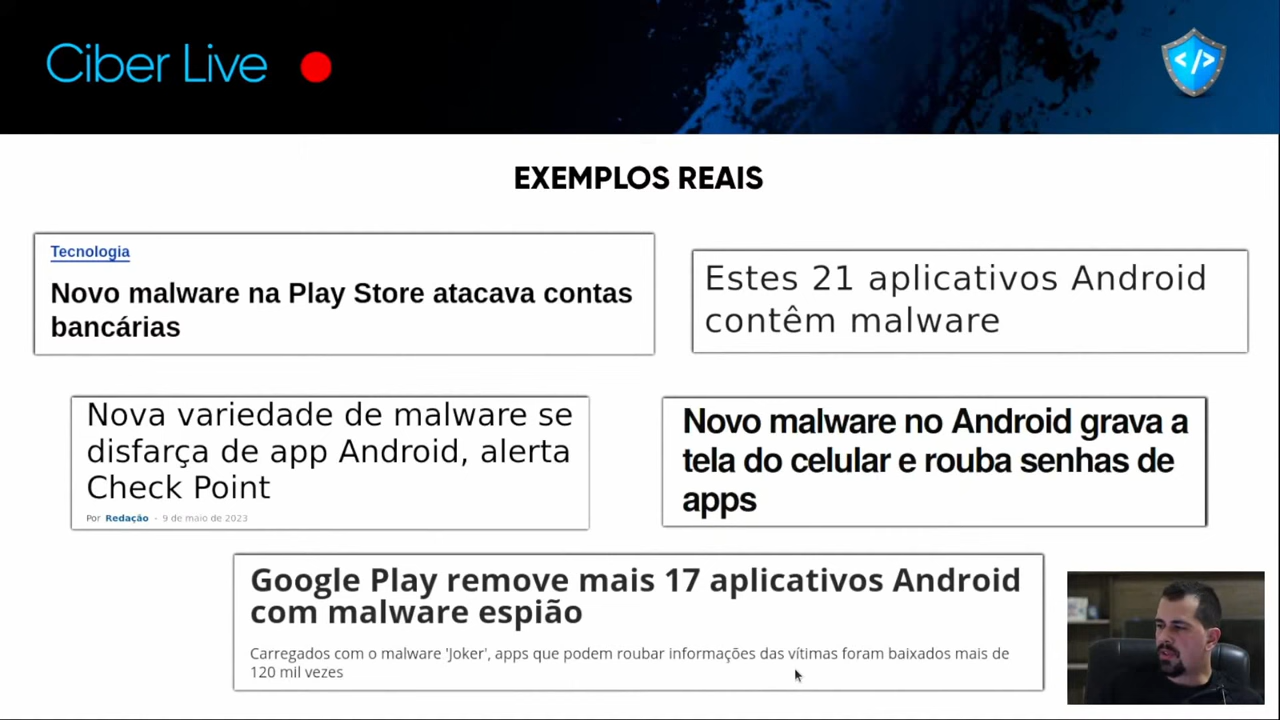 Ciber Live
</>
EXEMPLOS REAIS
Tecnologia
Novo malware na Play Store atacava contas
bancárias
Estes 21 aplicativos Android
contêm malware
Nova variedade de malware se
disfarça de app Android, alerta
Check Point
Por Redação - 9 de maio de 2023
Novo malware no Android grava a
tela do celular e rouba senhas de
apps
Google Play remove mais 17 aplicativos Android
com malware espião
Carregados com o malware 'Joker', apps que podem roubar informações das vítimas foram baixados mais de
120 mil vezes